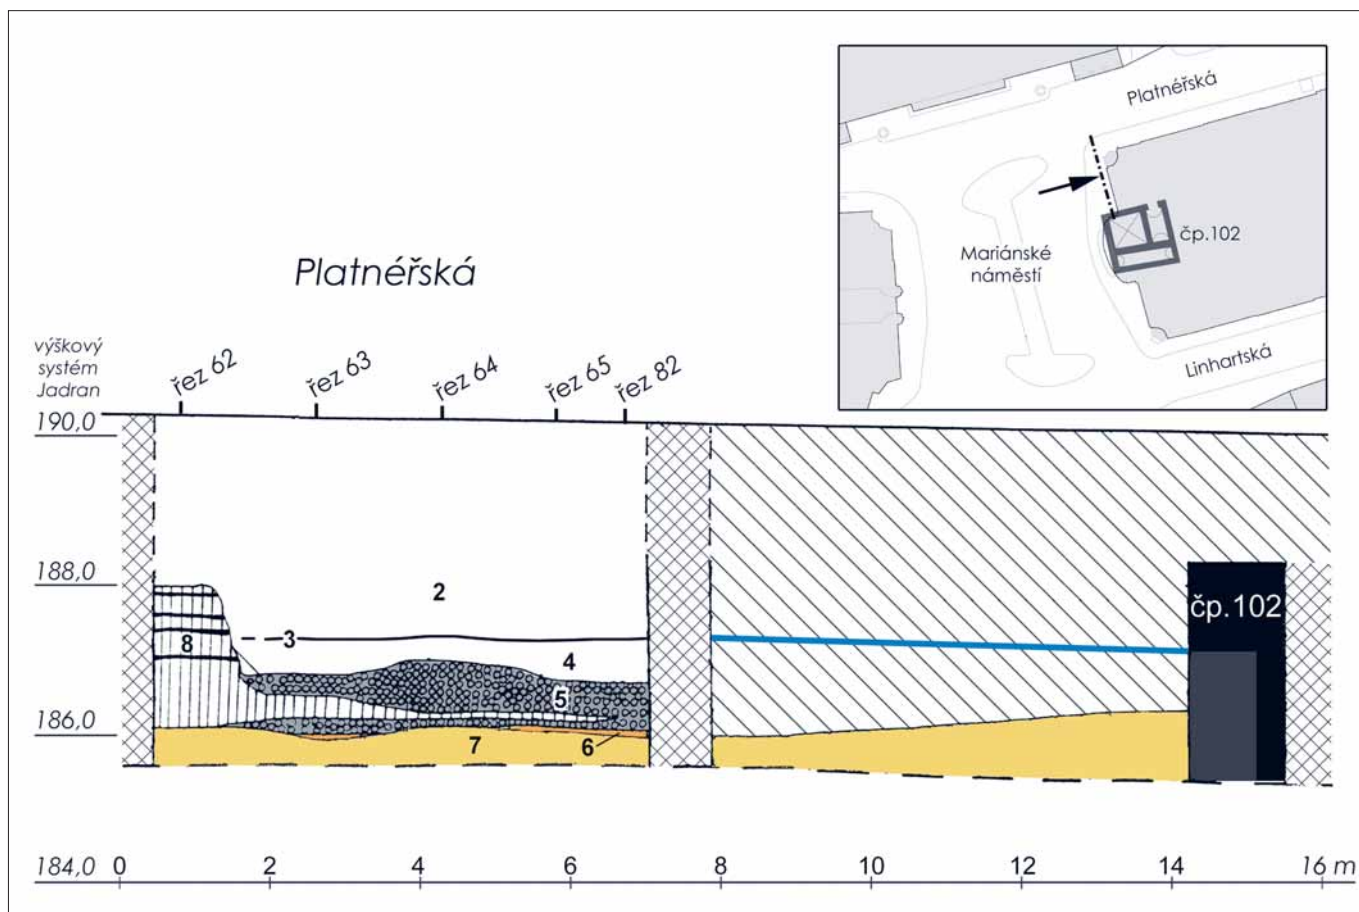 Platnéřská
čp.102
Mariánské
náměstí
Linhartská
Platnéřská
výškový
systém
Jadran
řez 62
řez 63
řez 64
řez 65
řez 82
190,0
188,0
2
čp.102
3
8
4
5
186,0
7
6
184,0
0 2 4 6 8 10 12 14 16 m